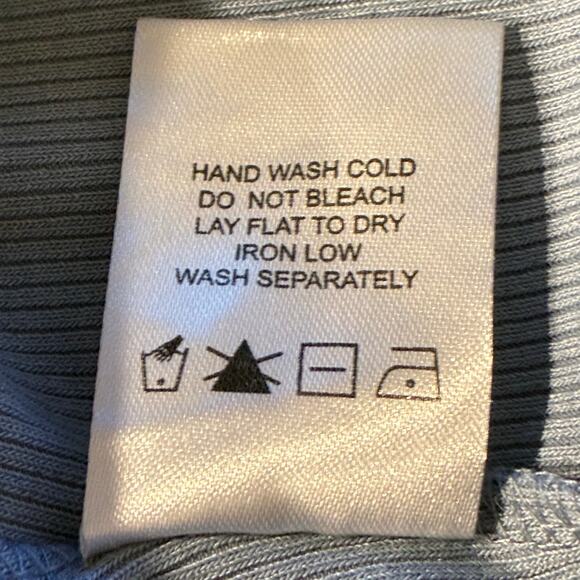 HAND WASH COLD
DO NOT BLEACH
LAY FLAT TO DRY
IRON LOW
WASH SEPARATELY